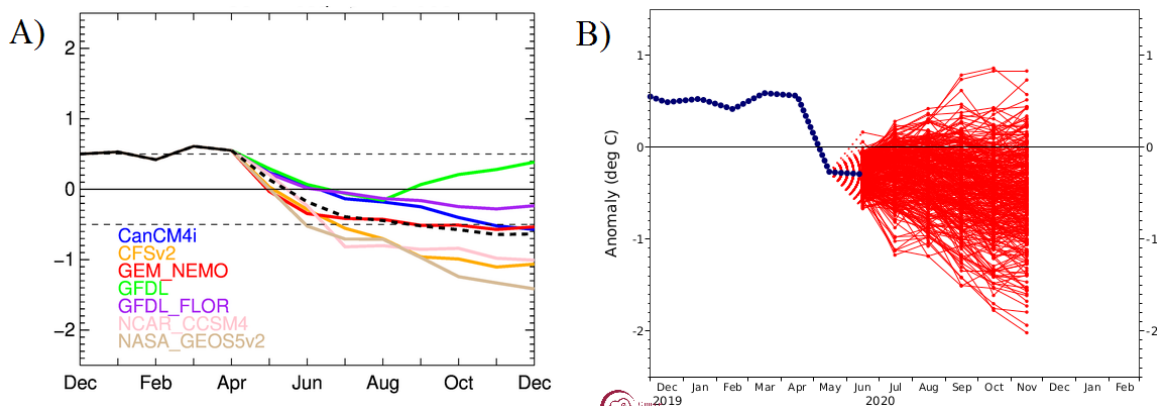 A)
2
1
0
-1
-2
CanCM4i
CFSv2
GEM_NEMO
GFDL
GFDL_FLOR
NCAR_CCSM4
NASA_GEOS5v2
Dec Feb Apr Jun Aug Oct Dec
B)
Anomaly (deg C)
1 1
0 0
-1 -1
-2 -2
Dec Jan Feb Mar Apr May Jun Jul Aug Sep Oct Nov Dec Jan Feb
2019 2020